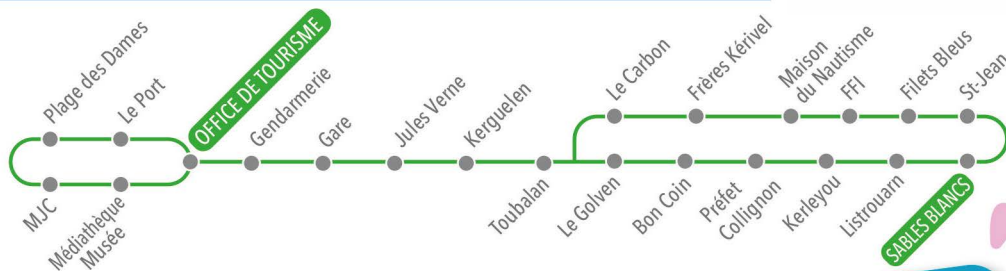 Plage des Dames
Le Port
OFFICE DE TOURISME
MJC
Médiathèque
Musée
Gendarmerie
Gare
Jules Verne
Kerguelen
Toubalan
Le Carbon
Frères Kérivel
Maison
du Nautisme
FFI
Filets Bleus
St-Jean
Le Golven
Bon Coin
Préfet
Collignon
Kerleyou
Listrouarn
SABLES BLANCS